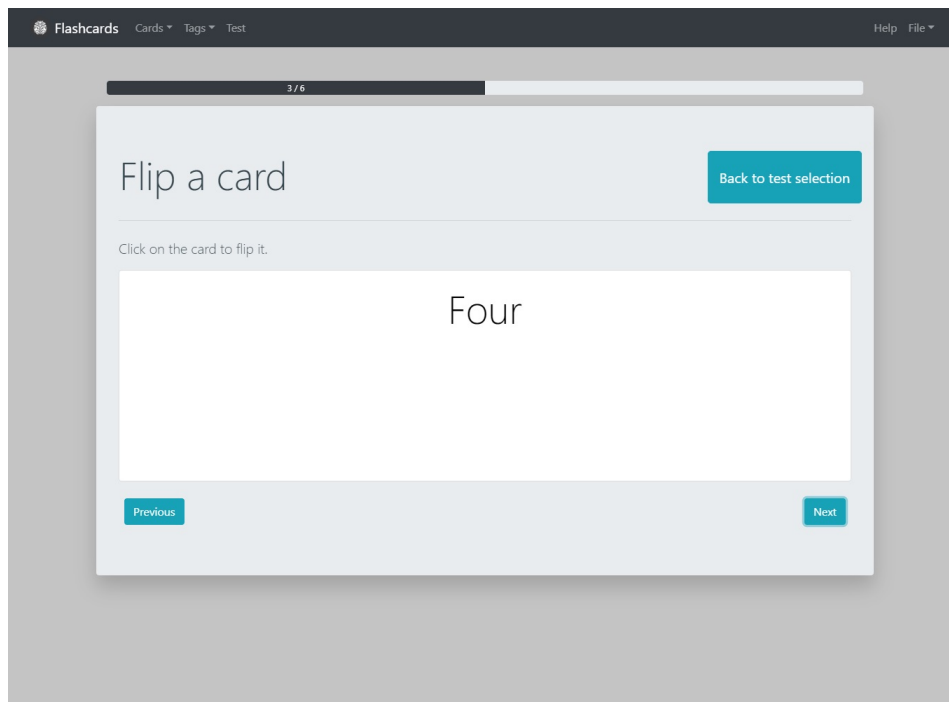 Flashcards Cards Tags Test Help File
3 / 6
Flip a card
Back to test selection
Click on the card to flip it.
Four
Previous Next